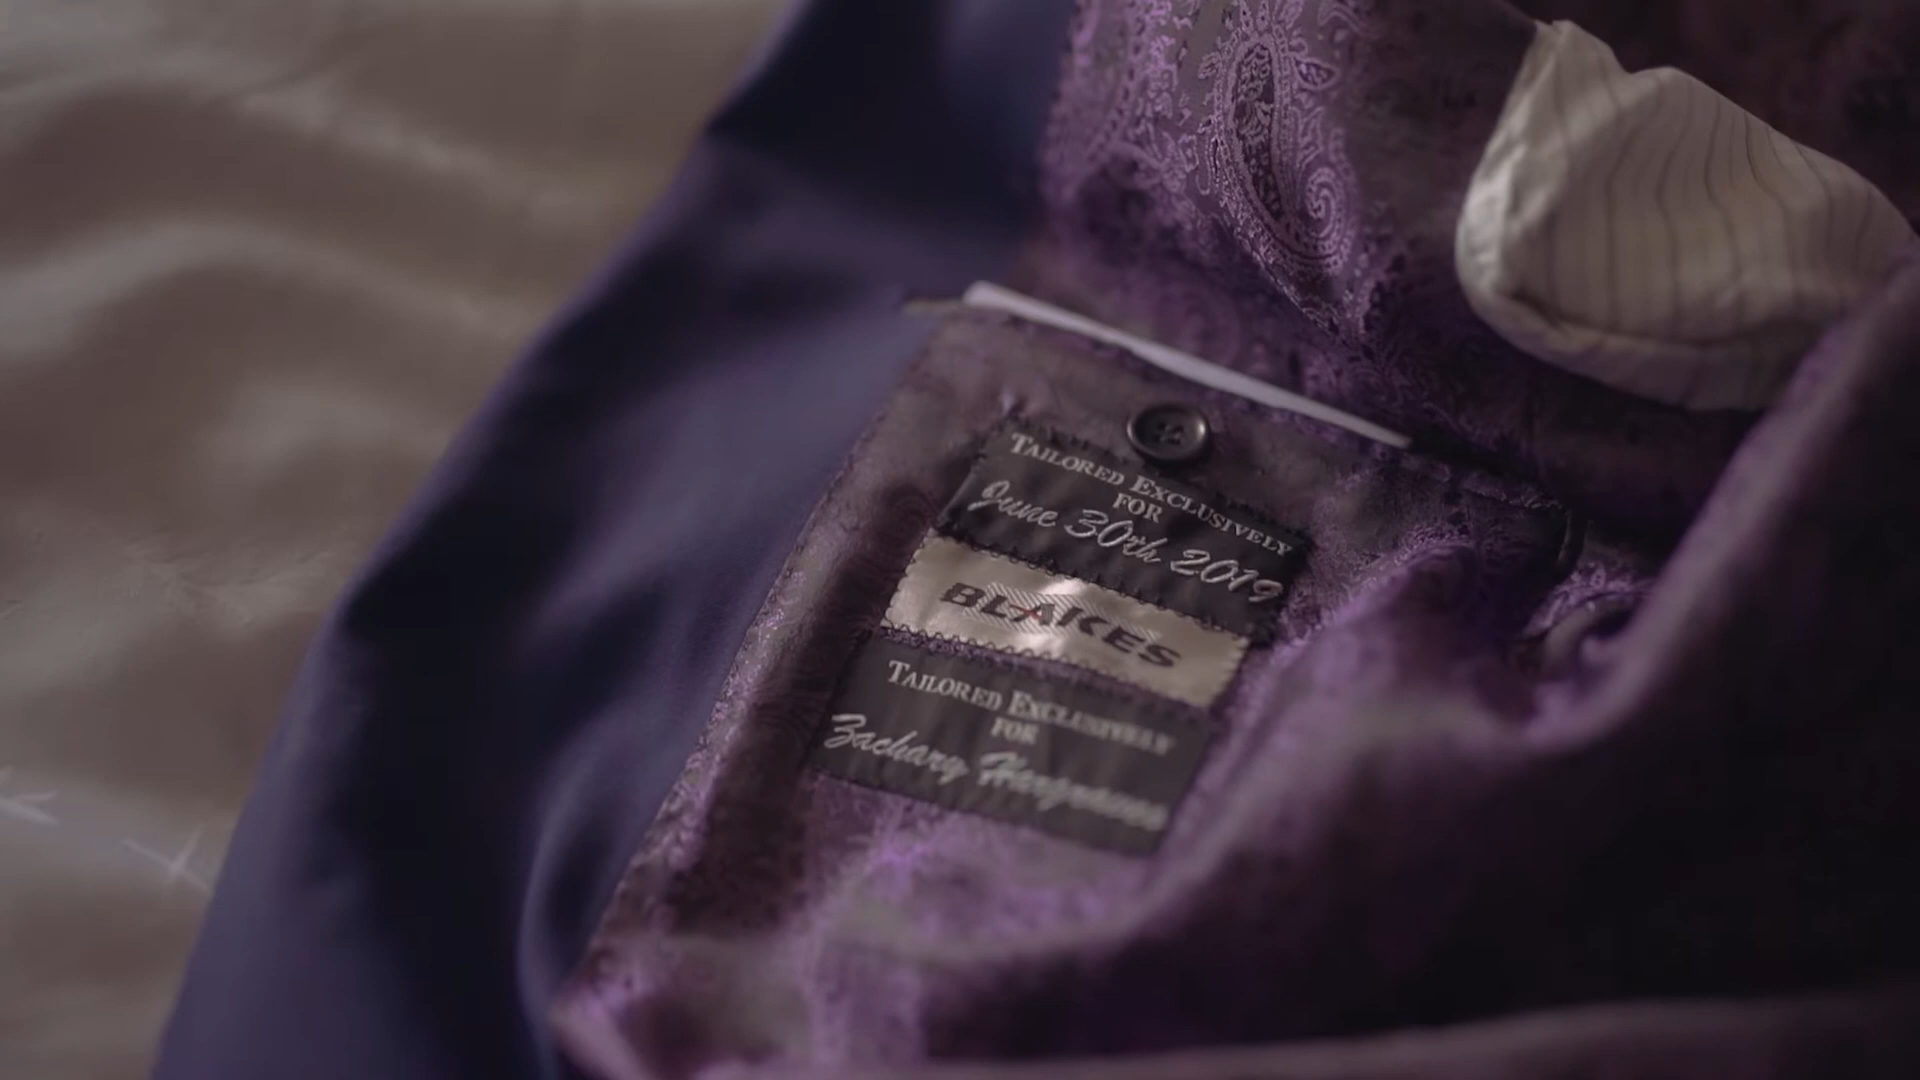 TAILORED EXCLUSIVELY
FOR
June 30th 2019
BLAKES
TAILORED EXCLUSIVELY
FOR
Zachary